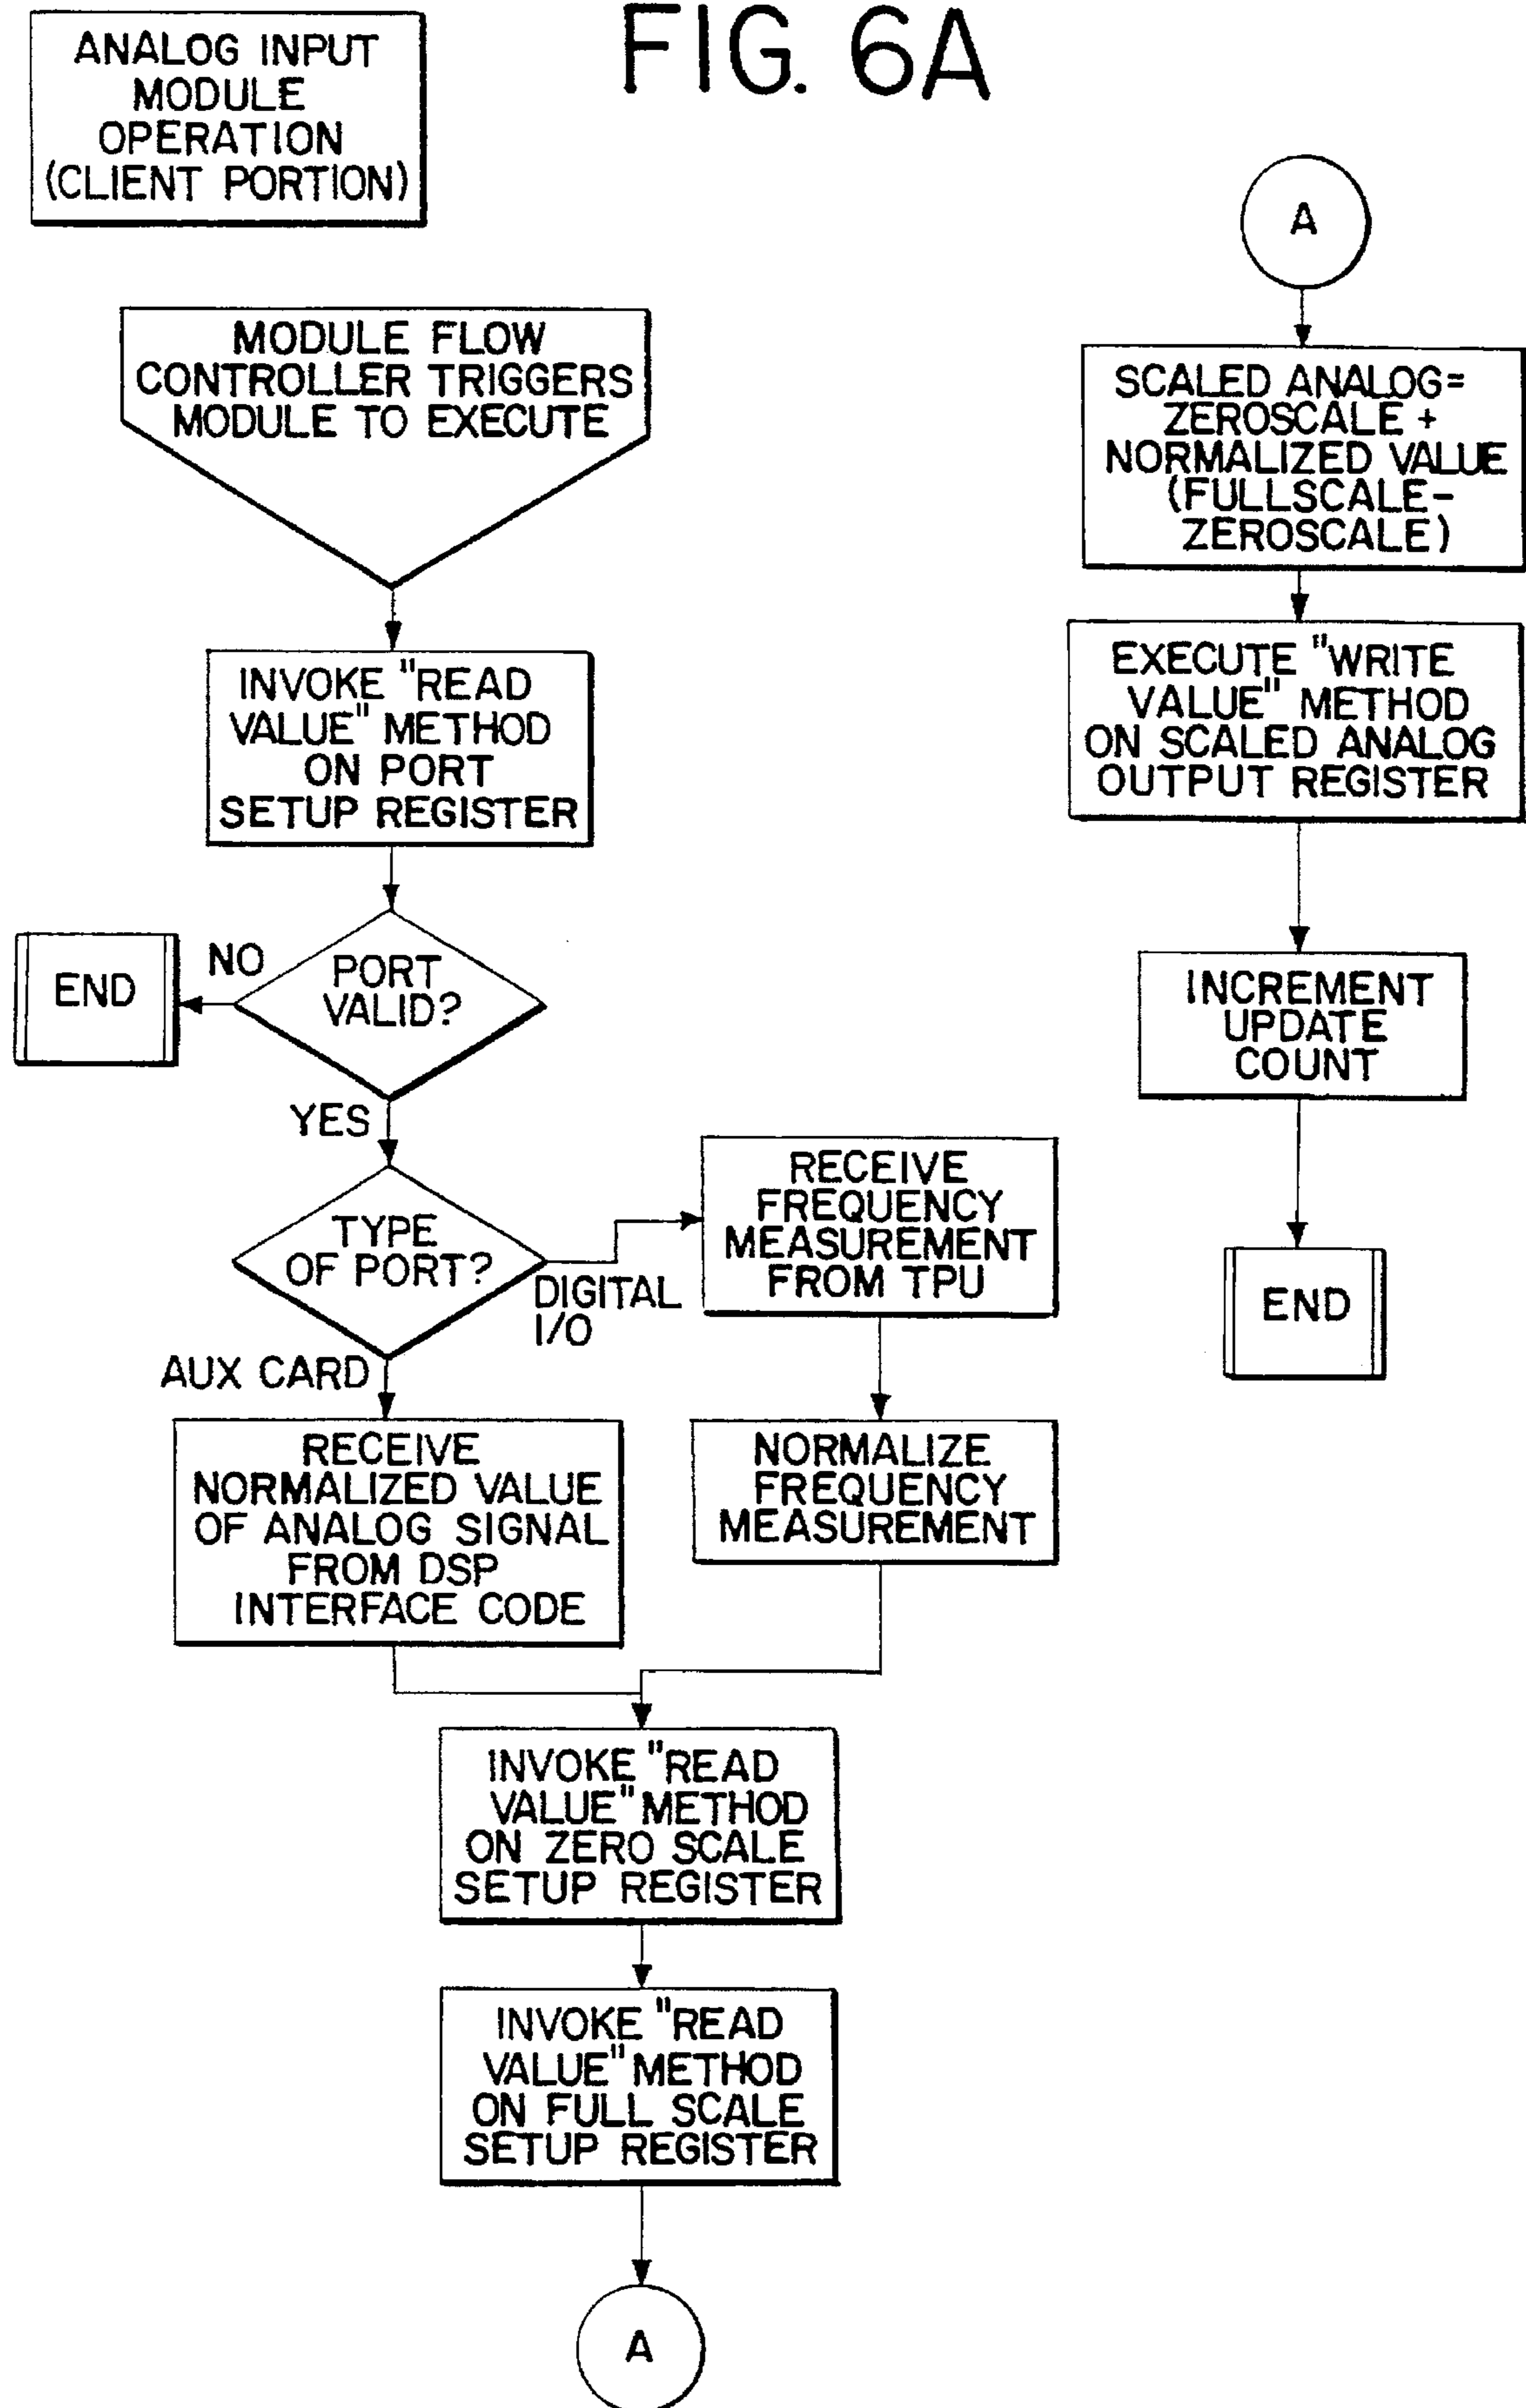 FIG. 6A
ANALOG INPUT
MODULE
OPERATION
(CLIENT PORTION)
MODULE FLOW
CONTROLLER TRIGGERS
MODULE TO EXECUTE
INVOKE "READ
VALUE" METHOD
ON PORT
SETUP REGISTER
PORT
VALID?
NO
END
YES
TYPE
OF PORT?
DIGITAL
I/O
RECEIVE
FREQUENCY
MEASUREMENT
FROM TPU
NORMALIZE
FREQUENCY
MEASUREMENT
AUX CARD
RECEIVE
NORMALIZED VALUE
OF ANALOG SIGNAL
FROM DSP
INTERFACE CODE
INVOKE "READ
VALUE" METHOD
ON ZERO SCALE
SETUP REGISTER
INVOKE "READ
VALUE" METHOD
ON FULL SCALE
SETUP REGISTER
A
A
SCALED ANALOG=
ZEROSCALE +
NORMALIZED VALUE
(FULLSCALE-
ZEROSCALE)
EXECUTE "WRITE
VALUE" METHOD
ON SCALED ANALOG
OUTPUT REGISTER
INCREMENT
UPDATE
COUNT
END